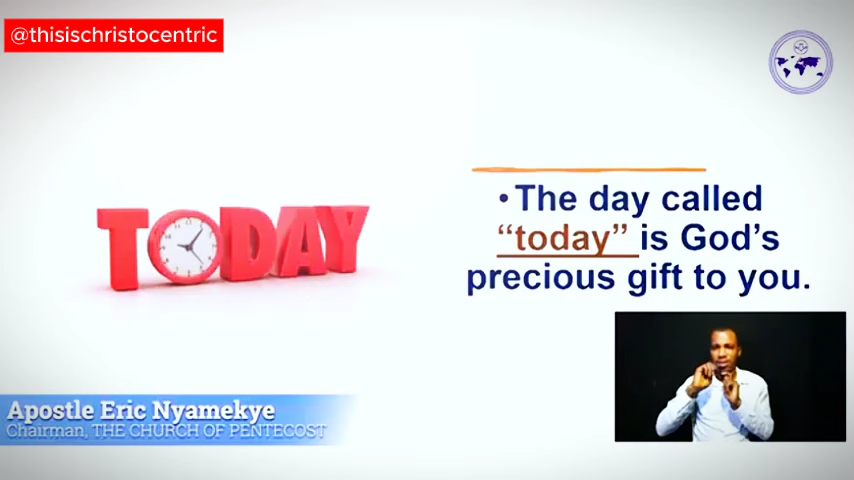 @thisischristocentric
TODAY
•The day called
“today” is God’s
precious gift to you.
Apostle Eric Nyamekye
Chairman, THE CHURCH OF PENTECOST